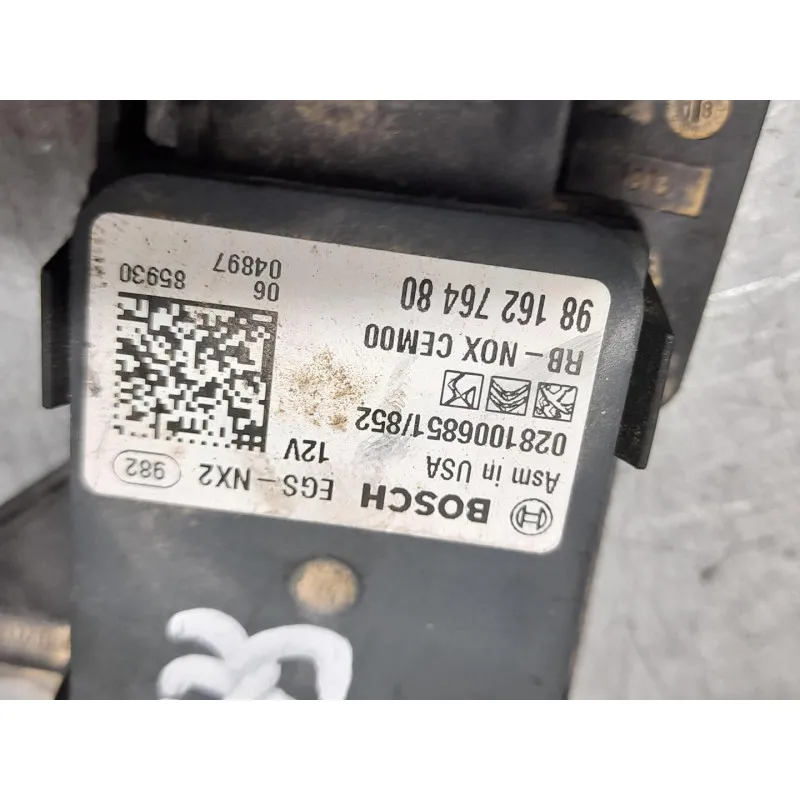 BOSCH EGS-NX2 982
Asm in USA 12V
0281006851/852
RB-NOX CEM00
98 162 764 80
06 85930
04897